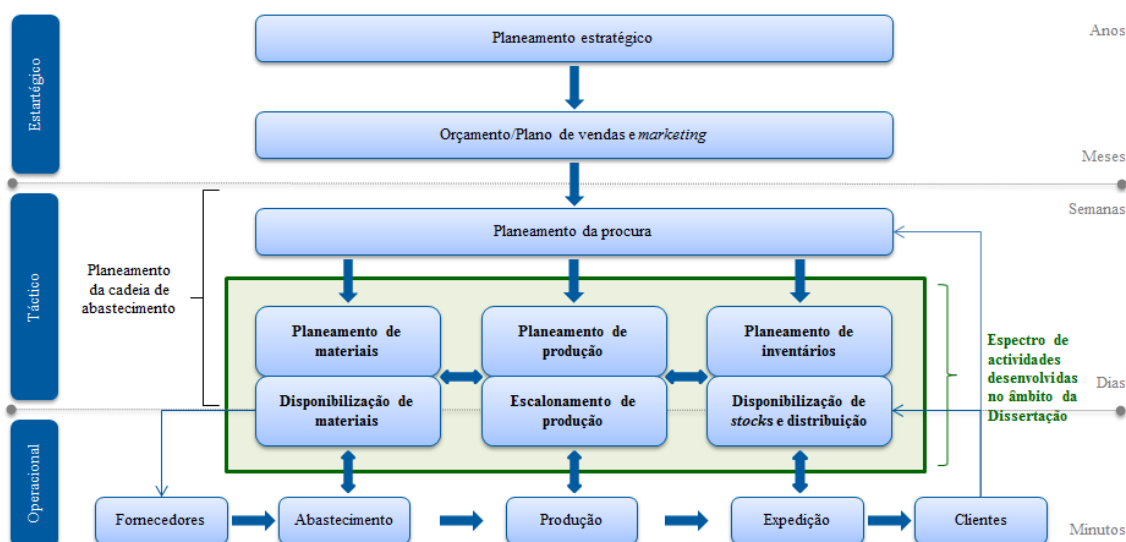 Estartégico
Planeamento estratégico
Anos
Orçamento/Plano de vendas e marketing
Meses
Semanas
Táctico
Planeamento
da cadeia de
abastecimento
Planeamento da procura
Planeamento de
materiais
Planeamento de
produção
Planeamento de
inventários
Disponibilização de
materiais
Escalonamento de
produção
Disponibilização de
stocks e distribuição
Espectro de
actividades
desenvolvidas
no âmbito da
Dissertação
Dias
Operacional
Fornecedores
Abastecimento
Produção
Expedição
Clientes
Minutos